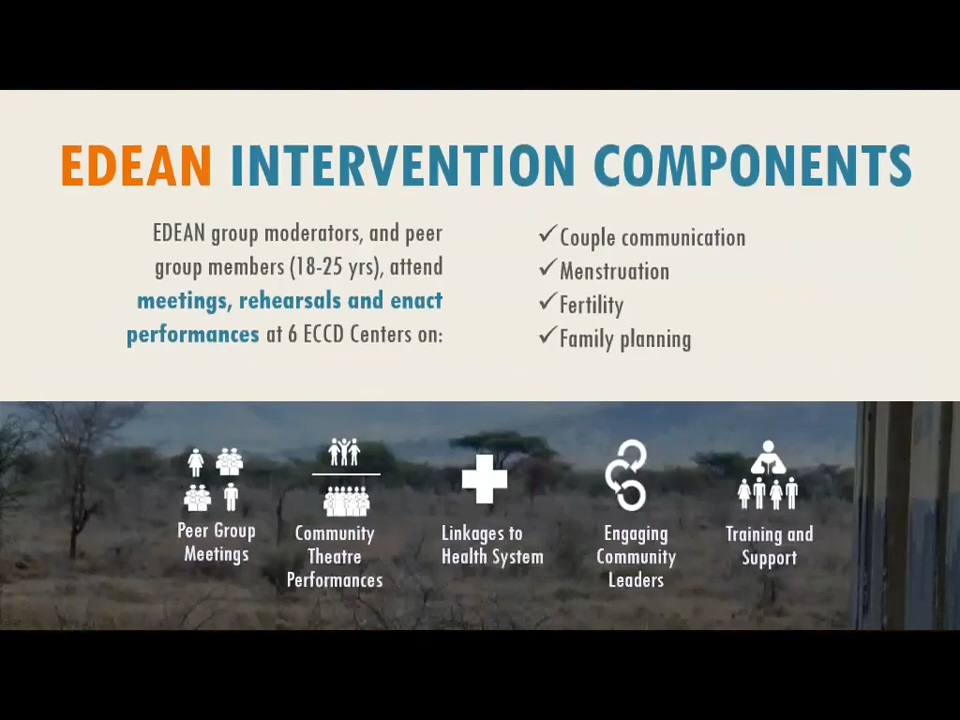 EDEAN INTERVENTION COMPONENTS
EDEAN group moderators, and peer
group members (18-25 yrs), attend
meetings, rehearsals and enact
performances at 6 ECCD Centers on:
✓Couple communication
✓Menstruation
✓Fertility
✓Family planning
Peer Group
Meetings
Community
Theatre
Performances
Linkages to
Health System
Engaging
Community
Leaders
Training and
Support